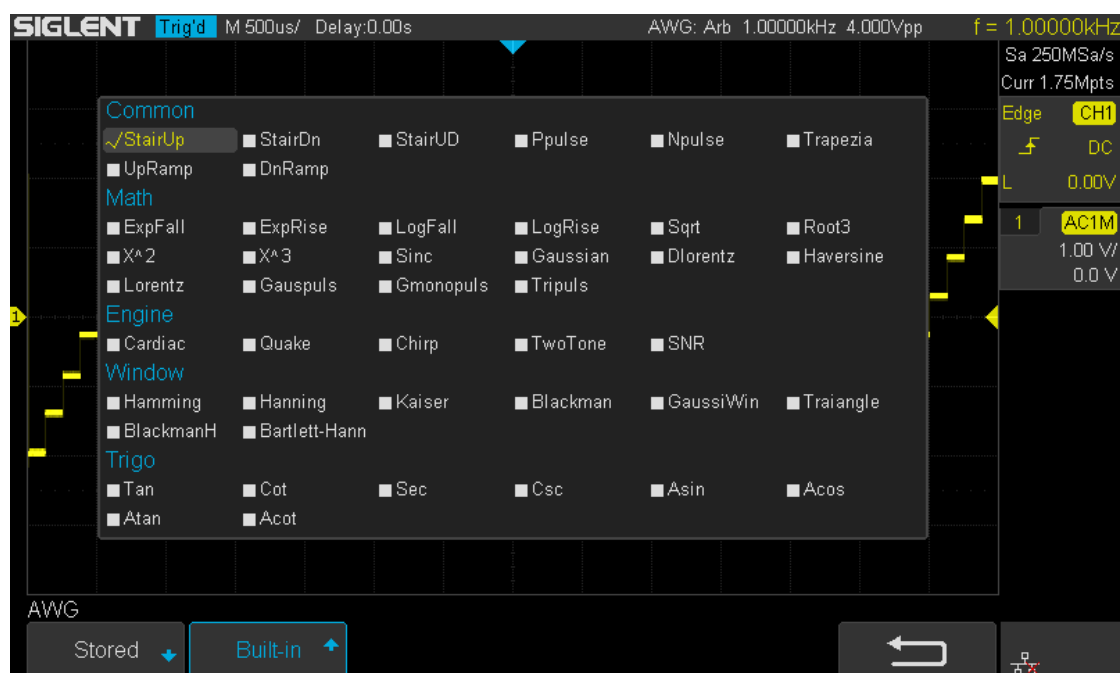 SIGLENT Trig'd M 500us/ Delay:0.00s AWG: Arb 1.00000kHz 4.000Vpp f = 1.00000kHz
Sa 250MSa/s
Curr 1.75Mpts
Edge CH1
DC
L 0.00V
1 AC1M
1.00 V/
0.0 V
Common
StairUp StairDn StairUD Ppulse Npulse Trapezia
UpRamp DnRamp
Math
ExpFall ExpRise LogFall LogRise Sqrt Root3
X^2 X^3 Sinc Gaussian Dlorentz Haversine
Lorentz Gauspuls Gmonopuls Tripuls
1
Engine
Cardiac Quake Chirp TwoTone SNR
Window
Hamming Hanning Kaiser Blackman GaussiWin Traiangle
BlackmanH Bartlett-Hann
Trigo
Tan Cot Sec Csc Asin Acos
Atan Acot
AWG
Stored Built-in